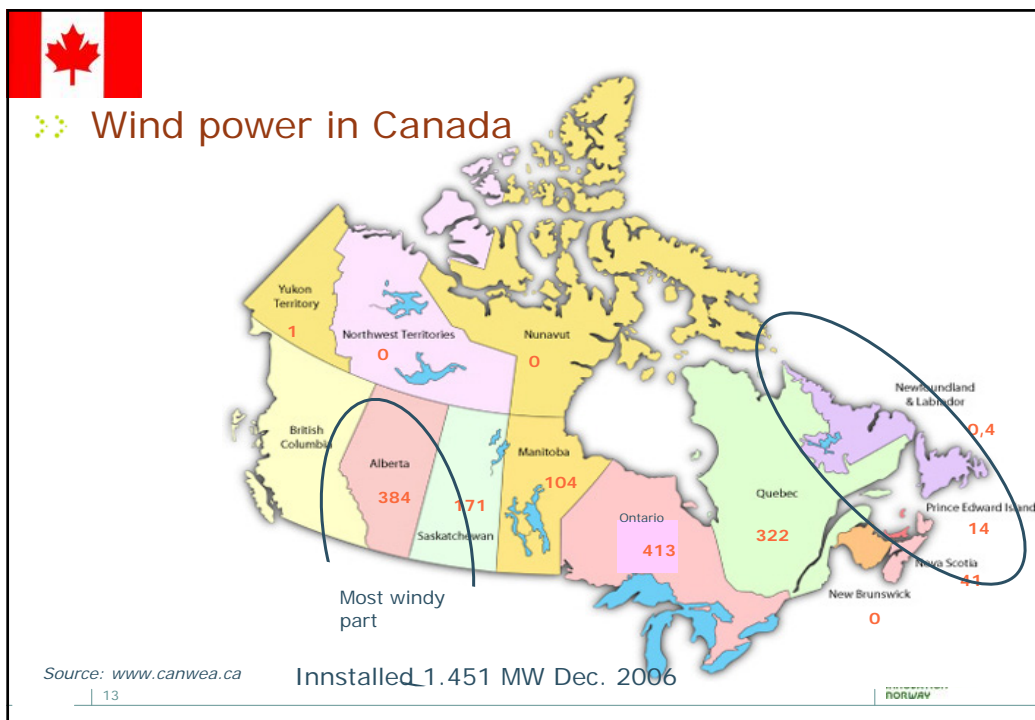 Wind power in Canada
Yukon
Territory
1
Northwest Territories
0
Nunavut
0
British
Columbia
Alberta
384
171
Saskatchewan
Manitoba
104
Ontario
413
Quebec
322
Newfoundland
& Labrador
0,4
Prince Edward Island
14
Nova Scotia
41
New Brunswick
0
Most windy
part
Source: www.canwea.ca
Innstalled 1.451 MW Dec. 2006
13
NORWAY